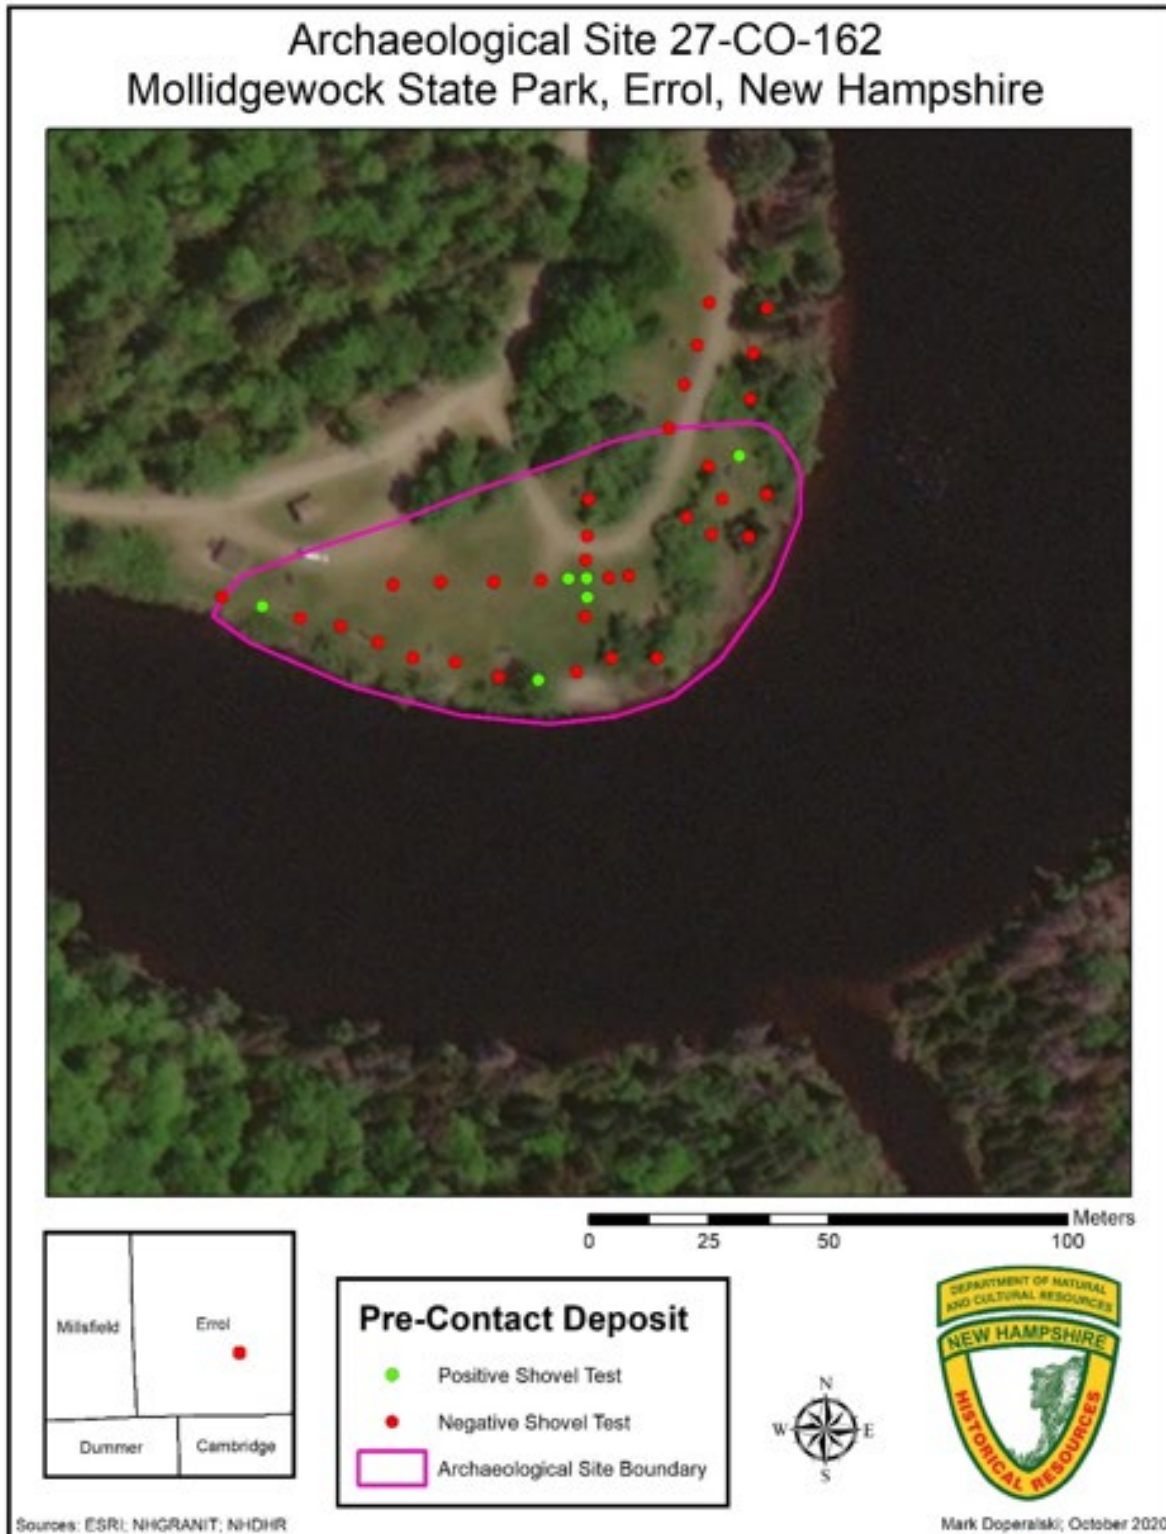 Archaeological Site 27-CO-162
Mollidgewock State Park, Errol, New Hampshire
Meters
0 25 50 100
Millsfield
Errol
Dummer
Cambridge
Pre-Contact Deposit
Positive Shovel Test
Negative Shovel Test
Archaeological Site Boundary
N
W E
S
DEPARTMENT OF NATURAL
AND CULTURAL RESOURCES
NEW HAMPSHIRE
HISTORICAL RESOURCES
Sources: ESRI; NHGRANIT; NHDHR
Mark Doperalski; October 2020